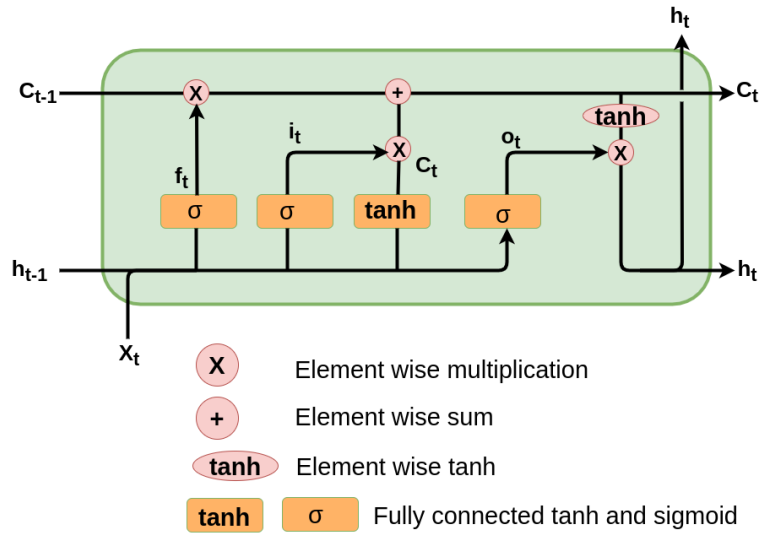 hₜ
Cₜ₋₁ X + Cₜ
tanh
iₜ oₜ
X X
fₜ Cₜ
σ σ tanh σ
hₜ₋₁ hₜ
Xₜ
X Element wise multiplication
+ Element wise sum
tanh Element wise tanh
tanh σ Fully connected tanh and sigmoid